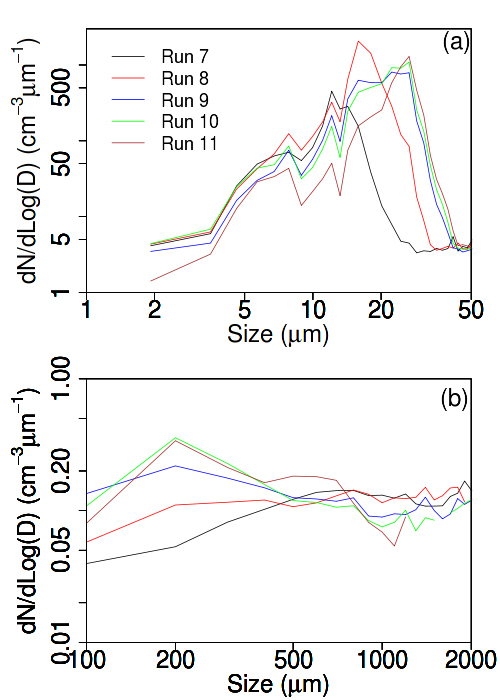 (a)
Run 7
Run 8
Run 9
Run 10
Run 11
dN/dLog(D) (cm⁻³μm⁻¹)
500
50
5
1
1 2 5 10 20 50
Size (μm)
(b)
dN/dLog(D) (cm⁻³μm⁻¹)
1.00
0.20
0.05
0.01
100 200 500 1000 2000
Size (μm)